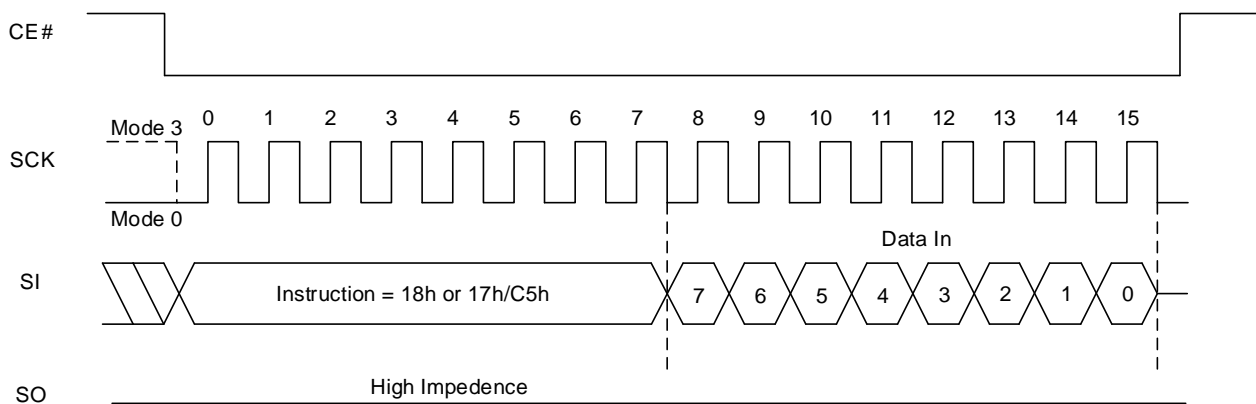 CE#
Mode 3
0 1 2 3 4 5 6 7 8 9 10 11 12 13 14 15
SCK
Mode 0
Data In
SI
Instruction = 18h or 17h/C5h
7 6 5 4 3 2 1 0
High Impedence
SO